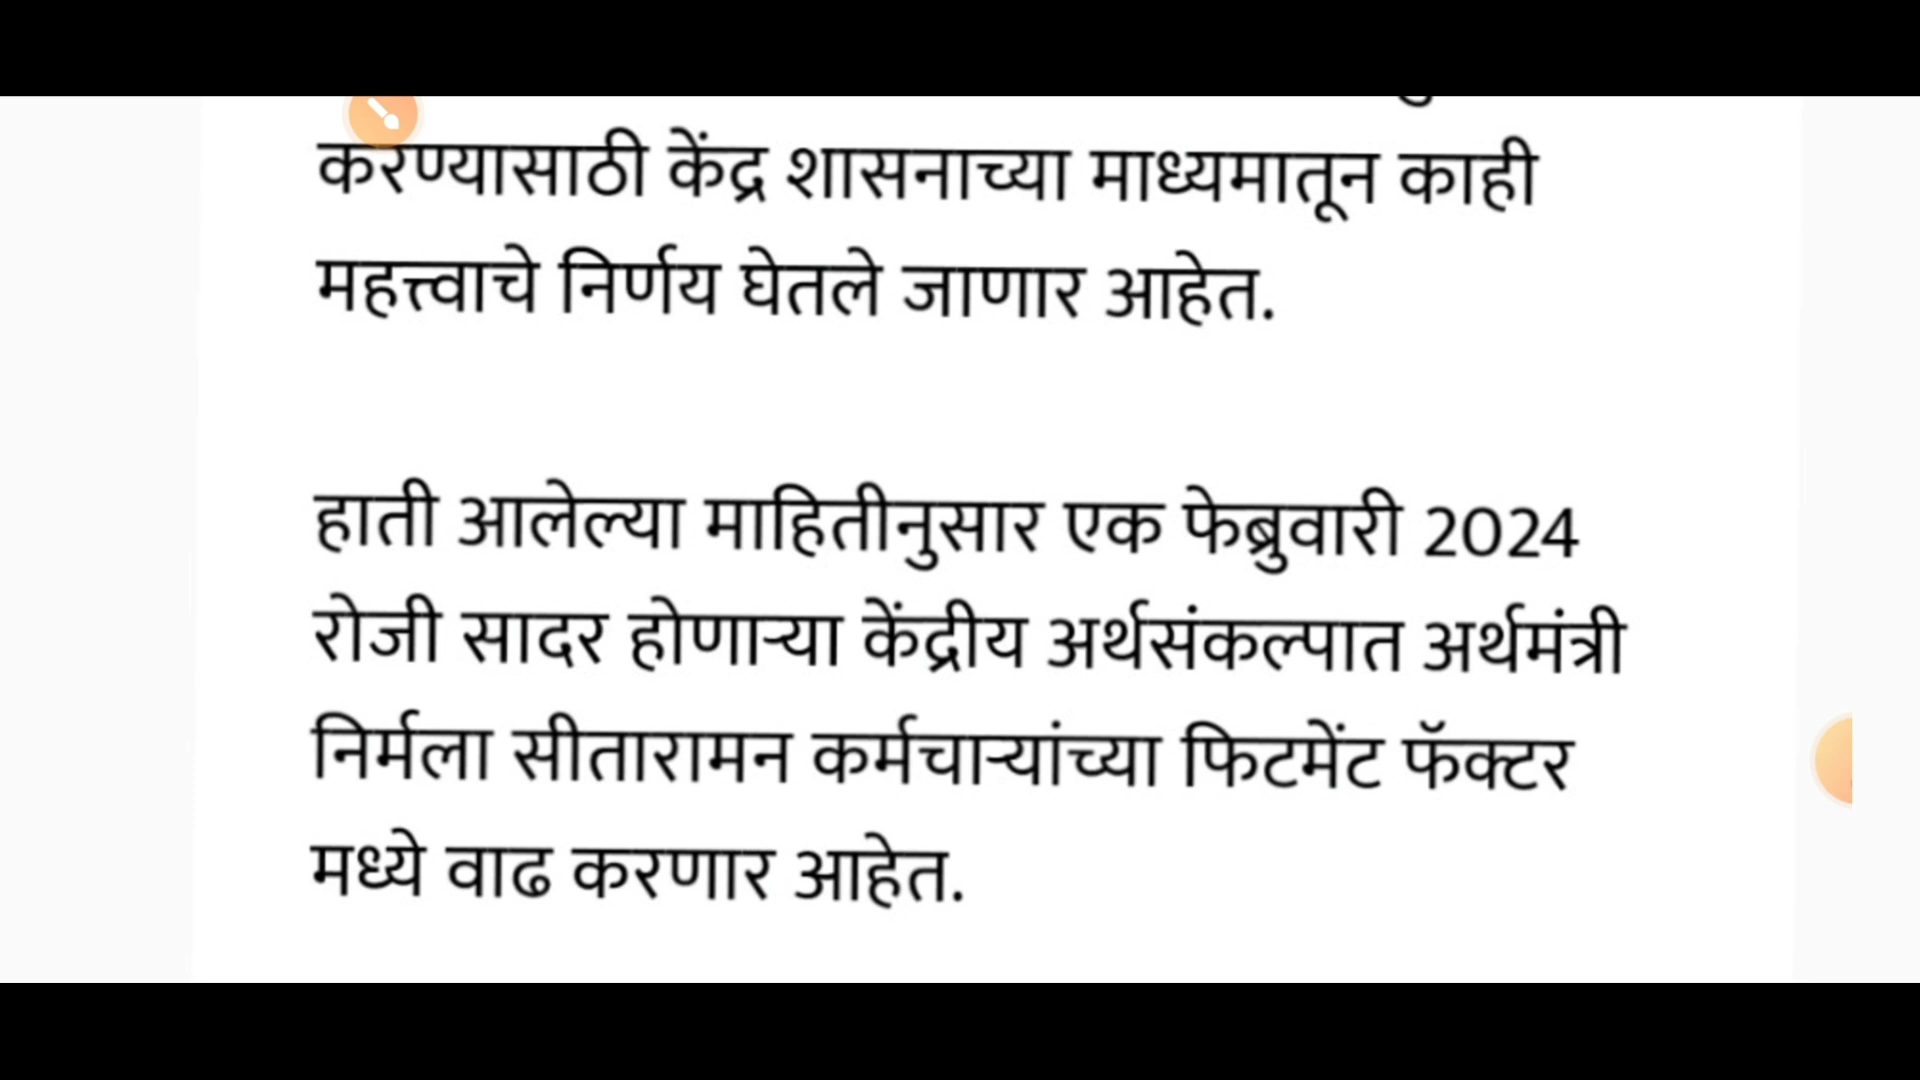 करण्यासाठी केंद्र शासनाच्या माध्यमातून काही
महत्त्वाचे निर्णय घेतले जाणार आहेत.
हाती आलेल्या माहितीनुसार एक फेब्रुवारी 2024
रोजी सादर होणाऱ्या केंद्रीय अर्थसंकल्पात अर्थमंत्री
निर्मला सीतारामन कर्मचाऱ्यांच्या फिटमेंट फॅक्टर
मध्ये वाढ करणार आहेत.